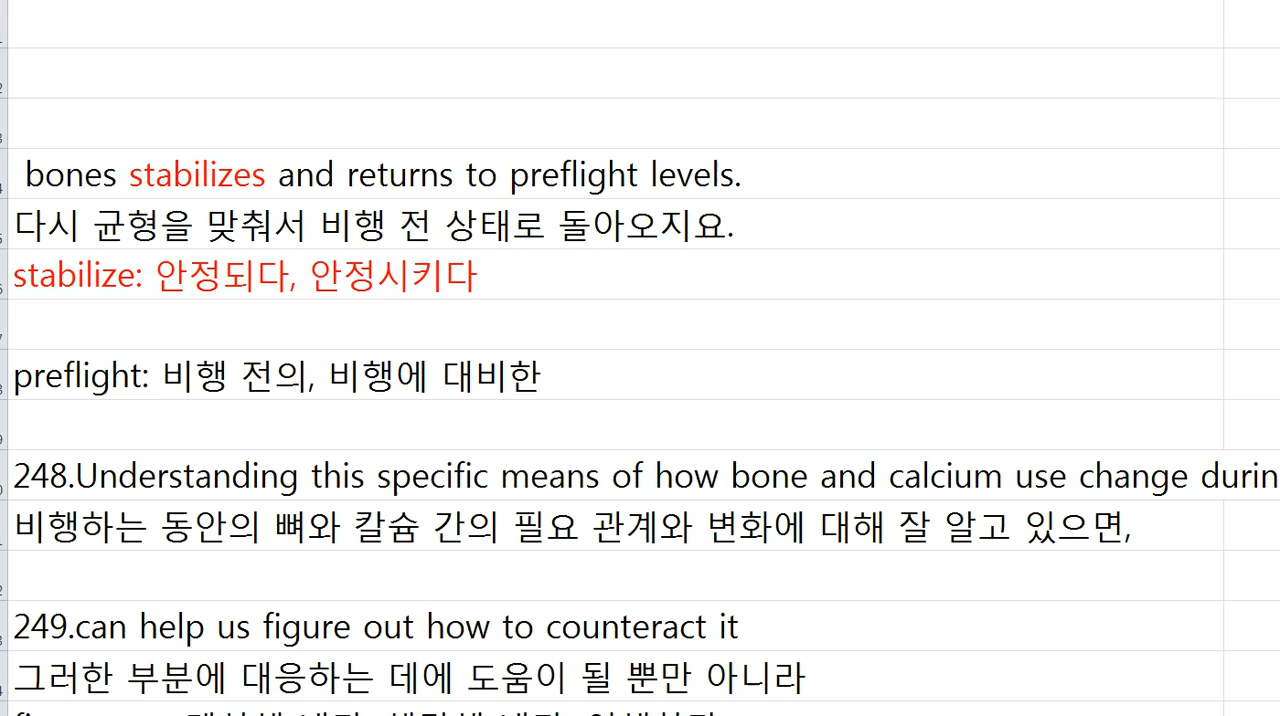 bones stabilizes and returns to preflight levels.
다시 균형을 맞춰서 비행 전 상태로 돌아오지요.
stabilize: 안정되다, 안정시키다
preflight: 비행 전의, 비행에 대비한
248.Understanding this specific means of how bone and calcium use change durin
비행하는 동안의 뼈와 칼슘 간의 필요 관계와 변화에 대해 잘 알고 있으면,
249.can help us figure out how to counteract it
그러한 부분에 대응하는 데에 도움이 될 뿐만 아니라